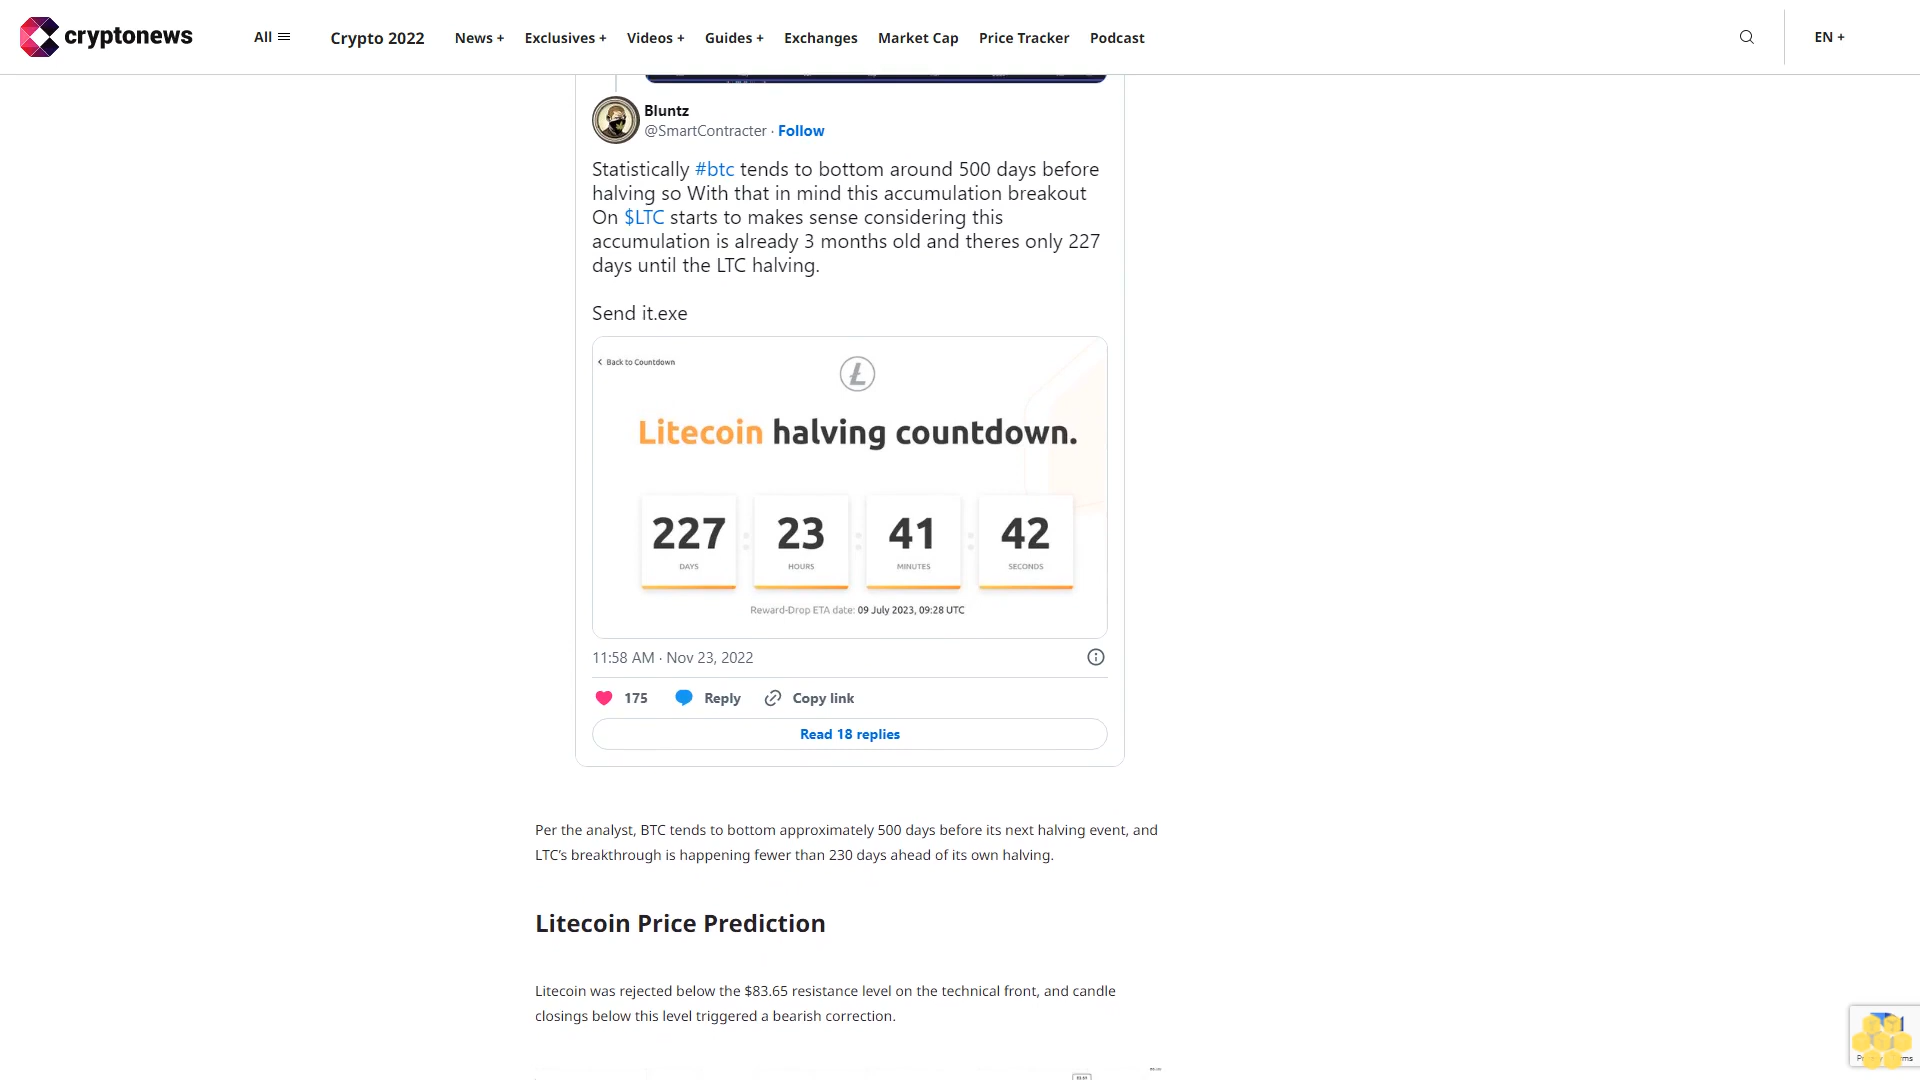 cryptonews
All
Crypto 2022
News +
Exclusives +
Videos +
Guides +
Exchanges
Market Cap
Price Tracker
Podcast
EN +
Bluntz
@SmartContracter · Follow
Statistically #btc tends to bottom around 500 days before
halving so With that in mind this accumulation breakout
On $LTC starts to makes sense considering this
accumulation is already 3 months old and theres only 227
days until the LTC halving.
Send it.exe
Back to Countdown
Litecoin halving countdown.
227 : 23 : 41 : 42
DAYS HOURS MINUTES SECONDS
Reward-Drop ETA date: 09 July 2023, 09:28 UTC
11:58 AM · Nov 23, 2022
175 Reply Copy link
Read 18 replies
Per the analyst, BTC tends to bottom approximately 500 days before its next halving event, and
LTC’s breakthrough is happening fewer than 230 days ahead of its own halving.
Litecoin Price Prediction
Litecoin was rejected below the $83.65 resistance level on the technical front, and candle
closings below this level triggered a bearish correction.